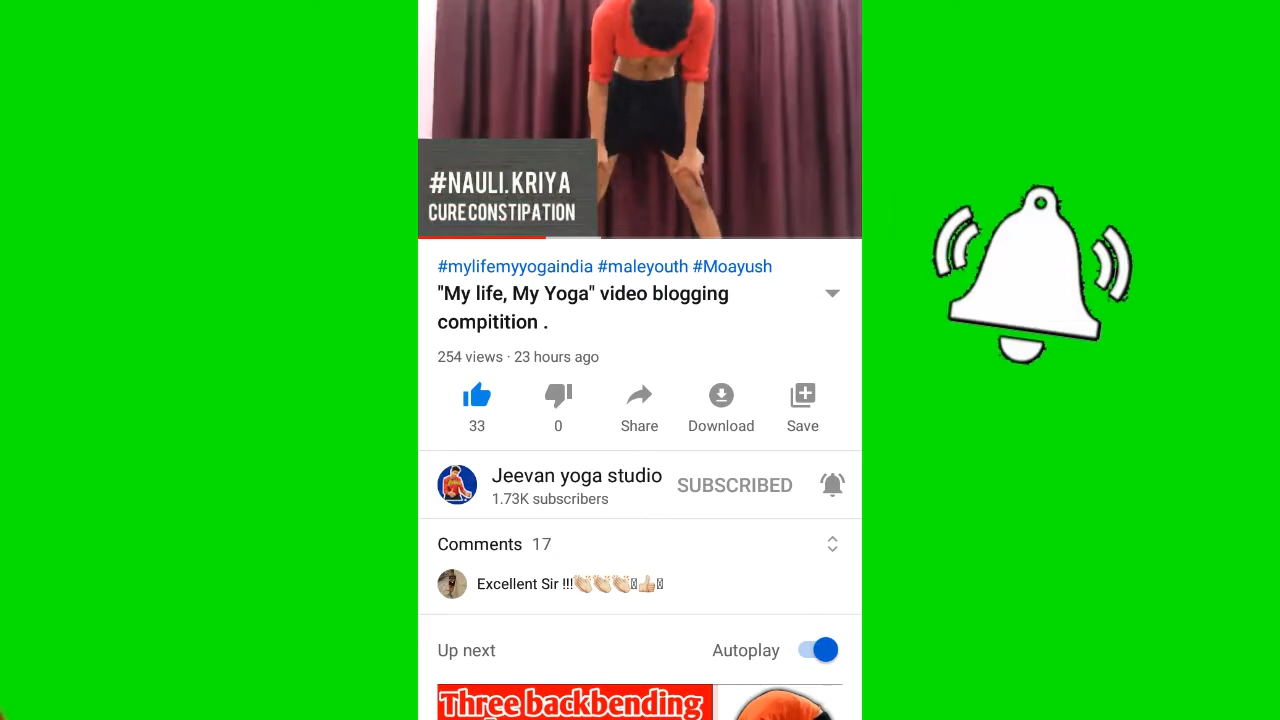 #NAULI.KRIYA
CURE CONSTIPATION
#mylifemyyogaindia #maleyouth #Moayush
"My life, My Yoga" video blogging
compitition .
254 views · 23 hours ago
33
0
Share
Download
Save
Jeevan yoga studio
1.73K subscribers
SUBSCRIBED
Comments 17
Excellent Sir !!!👏🏼👏🏼👏🏼👍🏼
Up next
Autoplay
Three backbending